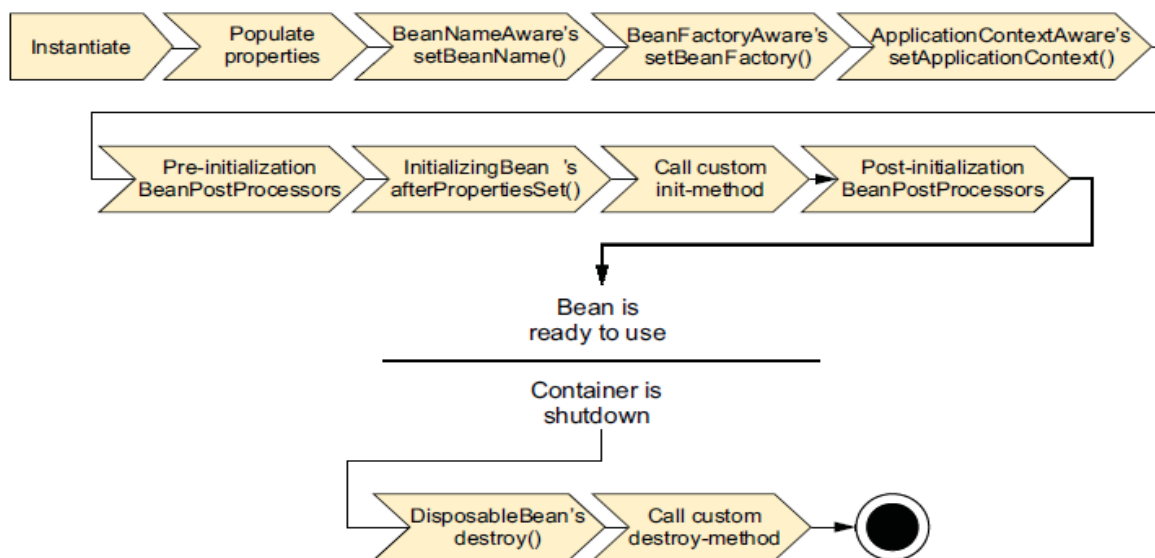 Instantiate
Populate
properties
BeanNameAware's
setBeanName()
BeanFactoryAware's
setBeanFactory()
ApplicationContextAware's
setApplicationContext()
Pre-initialization
BeanPostProcessors
InitializingBean 's
afterPropertiesSet()
Call custom
init-method
Post-initialization
BeanPostProcessors
Bean is
ready to use
Container is
shutdown
DisposableBean's
destroy()
Call custom
destroy-method